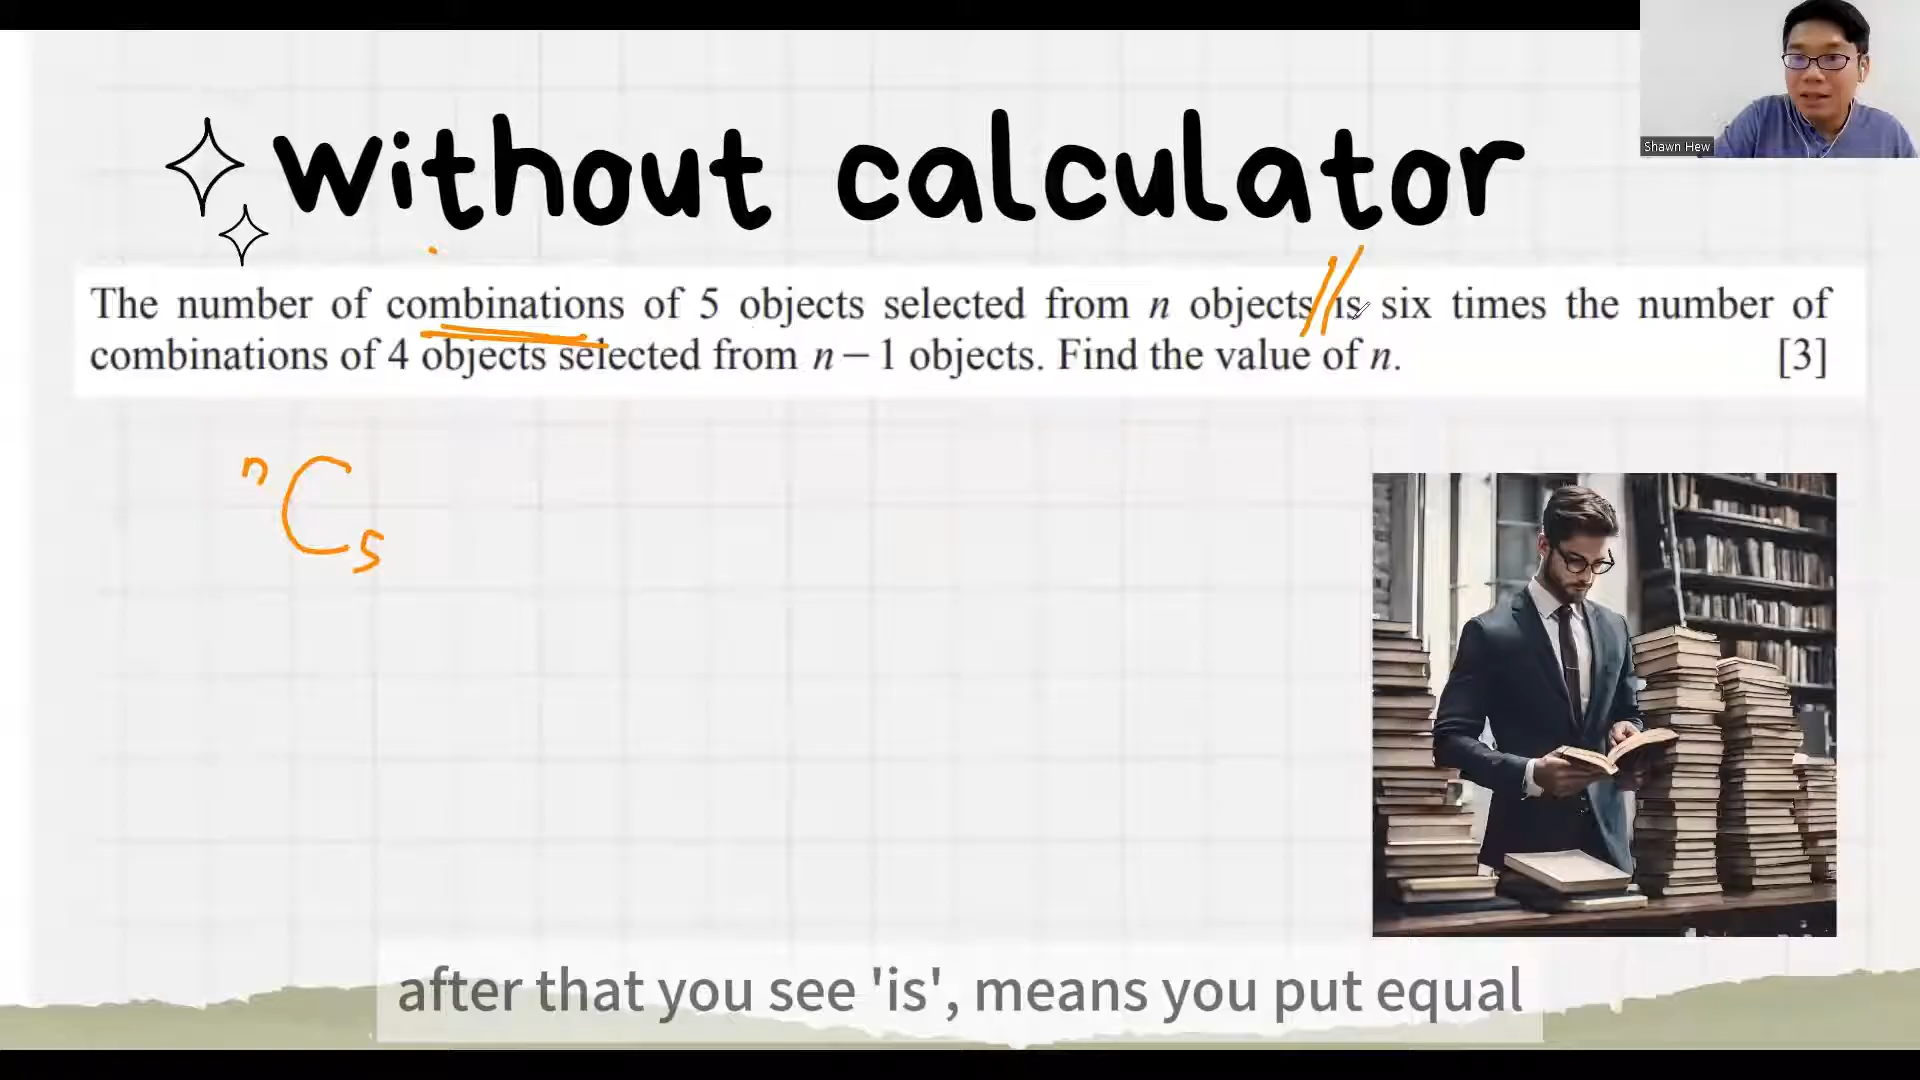 Shawn Hew
without calculator
The number of combinations of 5 objects selected from n objects is six times the number of
combinations of 4 objects selected from n − 1 objects. Find the value of n. [3]
ⁿC₅
after that you see 'is', means you put equal